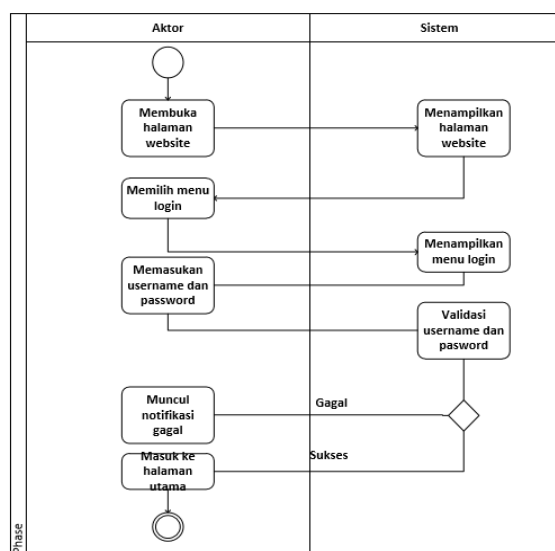 Aktor
Sistem
Membuka
halaman
website
Menampilkan
halaman
website
Memilih menu
login
Menampilkan
menu login
Memasukan
username dan
password
Validasi
username dan
pasword
Muncul
notifikasi
gagal
Gagal
Masuk ke
halaman
utama
Sukses
Phase